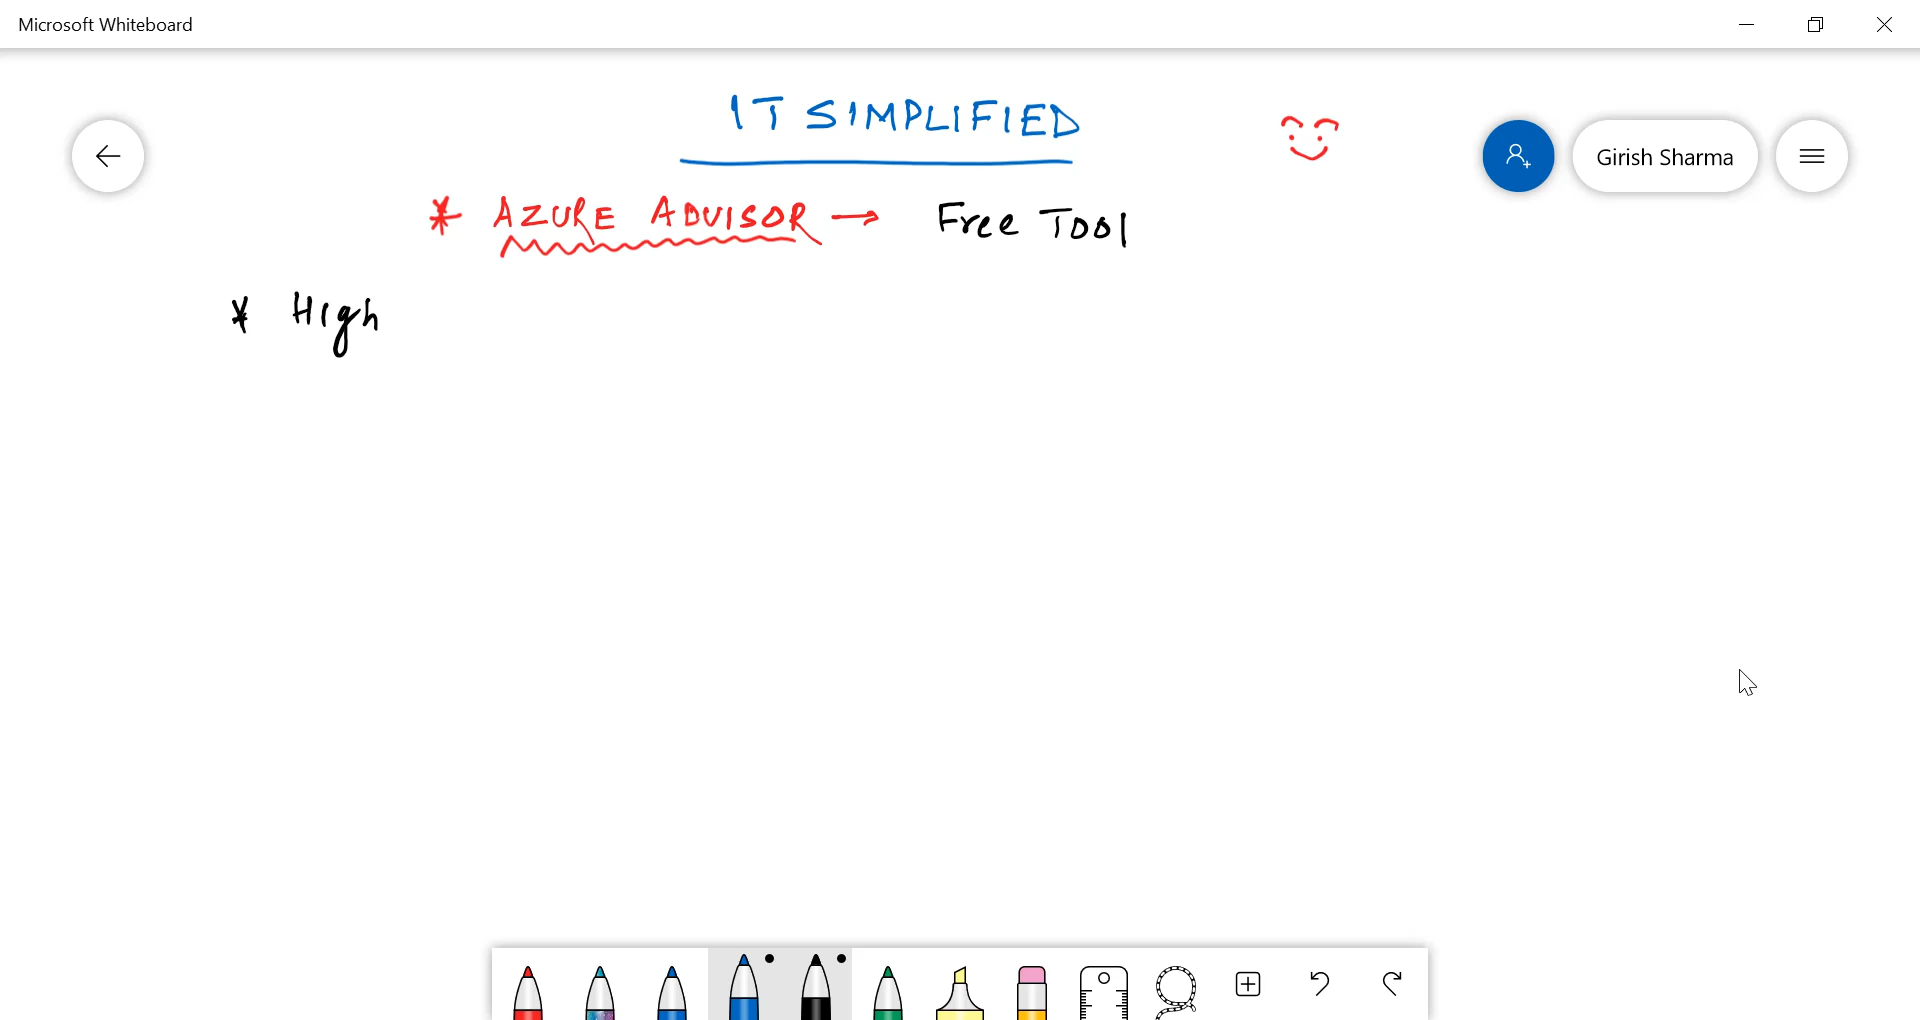 Microsoft Whiteboard
IT SIMPLIFIED
Girish Sharma
* AZURE ADVISOR → Free Tool
* High